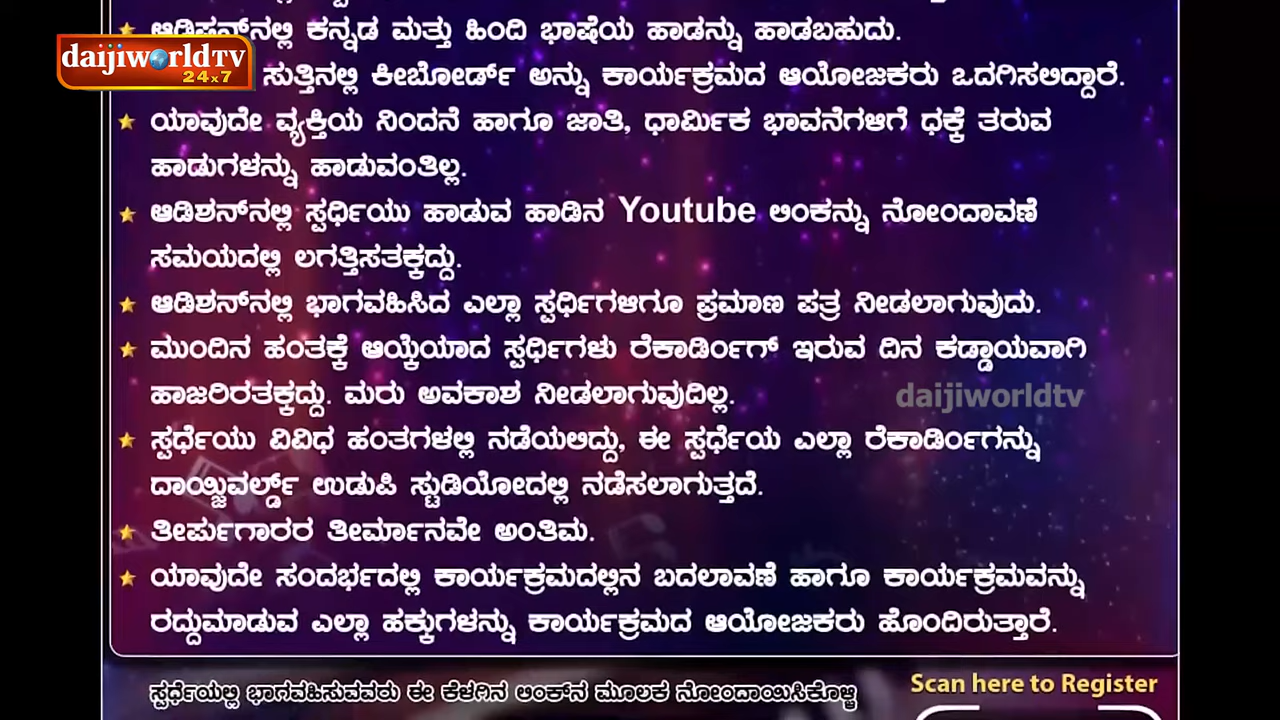 ಆಡಿಷನ್‌ನಲ್ಲಿ ಕನ್ನಡ ಮತ್ತು ಹಿಂದಿ ಭಾಷೆಯ ಹಾಡನ್ನು ಹಾಡಬಹುದು.
daijiworldTV
24x7
ಸುತ್ತಿನಲ್ಲಿ ಕೀಬೋರ್ಡ್ ಅನ್ನು ಕಾರ್ಯಕ್ರಮದ ಆಯೋಜಕರು ಒದಗಿಸಲಿದ್ದಾರೆ.
ಯಾವುದೇ ವ್ಯಕ್ತಿಯ ನಿಂದನೆ ಹಾಗೂ ಜಾತಿ, ಧಾರ್ಮಿಕ ಭಾವನೆಗಳಿಗೆ ಧಕ್ಕೆ ತರುವ
ಹಾಡುಗಳನ್ನು ಹಾಡುವಂತಿಲ್ಲ.
ಆಡಿಶನ್‌ನಲ್ಲಿ ಸ್ಪರ್ಧಿಯು ಹಾಡುವ ಹಾಡಿನ Youtube ಲಿಂಕನ್ನು ನೋಂದಾವಣೆ
ಸಮಯದಲ್ಲಿ ಲಗತ್ತಿಸತಕ್ಕದ್ದು.
ಆಡಿಶನ್‌ನಲ್ಲಿ ಭಾಗವಹಿಸಿದ ಎಲ್ಲಾ ಸ್ಪರ್ಧಿಗಳಿಗೂ ಪ್ರಮಾಣ ಪತ್ರ ನೀಡಲಾಗುವುದು.
ಮುಂದಿನ ಹಂತಕ್ಕೆ ಆಯ್ಕೆಯಾದ ಸ್ಪರ್ಧಿಗಳು ರೆಕಾರ್ಡಿಂಗ್ ಇರುವ ದಿನ ಕಡ್ಡಾಯವಾಗಿ
ಹಾಜರಿರತಕ್ಕದ್ದು. ಮರು ಅವಕಾಶ ನೀಡಲಾಗುವುದಿಲ್ಲ.
daijiworldtv
ಸ್ಪರ್ಧೆಯು ವಿವಿಧ ಹಂತಗಳಲ್ಲಿ ನಡೆಯಲಿದ್ದು, ಈ ಸ್ಪರ್ಧೆಯ ಎಲ್ಲಾ ರೆಕಾರ್ಡಿಂಗನ್ನು
ದಾಯ್ಜಿವರ್ಲ್ಡ್ ಉಡುಪಿ ಸ್ಟುಡಿಯೋದಲ್ಲಿ ನಡೆಸಲಾಗುತ್ತದೆ.
ತೀರ್ಪುಗಾರರ ತೀರ್ಮಾನವೇ ಅಂತಿಮ.
ಯಾವುದೇ ಸಂದರ್ಭದಲ್ಲಿ ಕಾರ್ಯಕ್ರಮದಲ್ಲಿನ ಬದಲಾವಣೆ ಹಾಗೂ ಕಾರ್ಯಕ್ರಮವನ್ನು
ರದ್ದುಮಾಡುವ ಎಲ್ಲಾ ಹಕ್ಕುಗಳನ್ನು ಕಾರ್ಯಕ್ರಮದ ಆಯೋಜಕರು ಹೊಂದಿರುತ್ತಾರೆ.
ಸ್ಪರ್ಧೆಯಲ್ಲಿ ಭಾಗವಹಿಸುವವರು ಈ ಕೆಳಗಿನ ಲಿಂಕ್‌ನ ಮೂಲಕ ನೋಂದಾಯಿಸಿಕೊಳ್ಳಿ
Scan here to Register